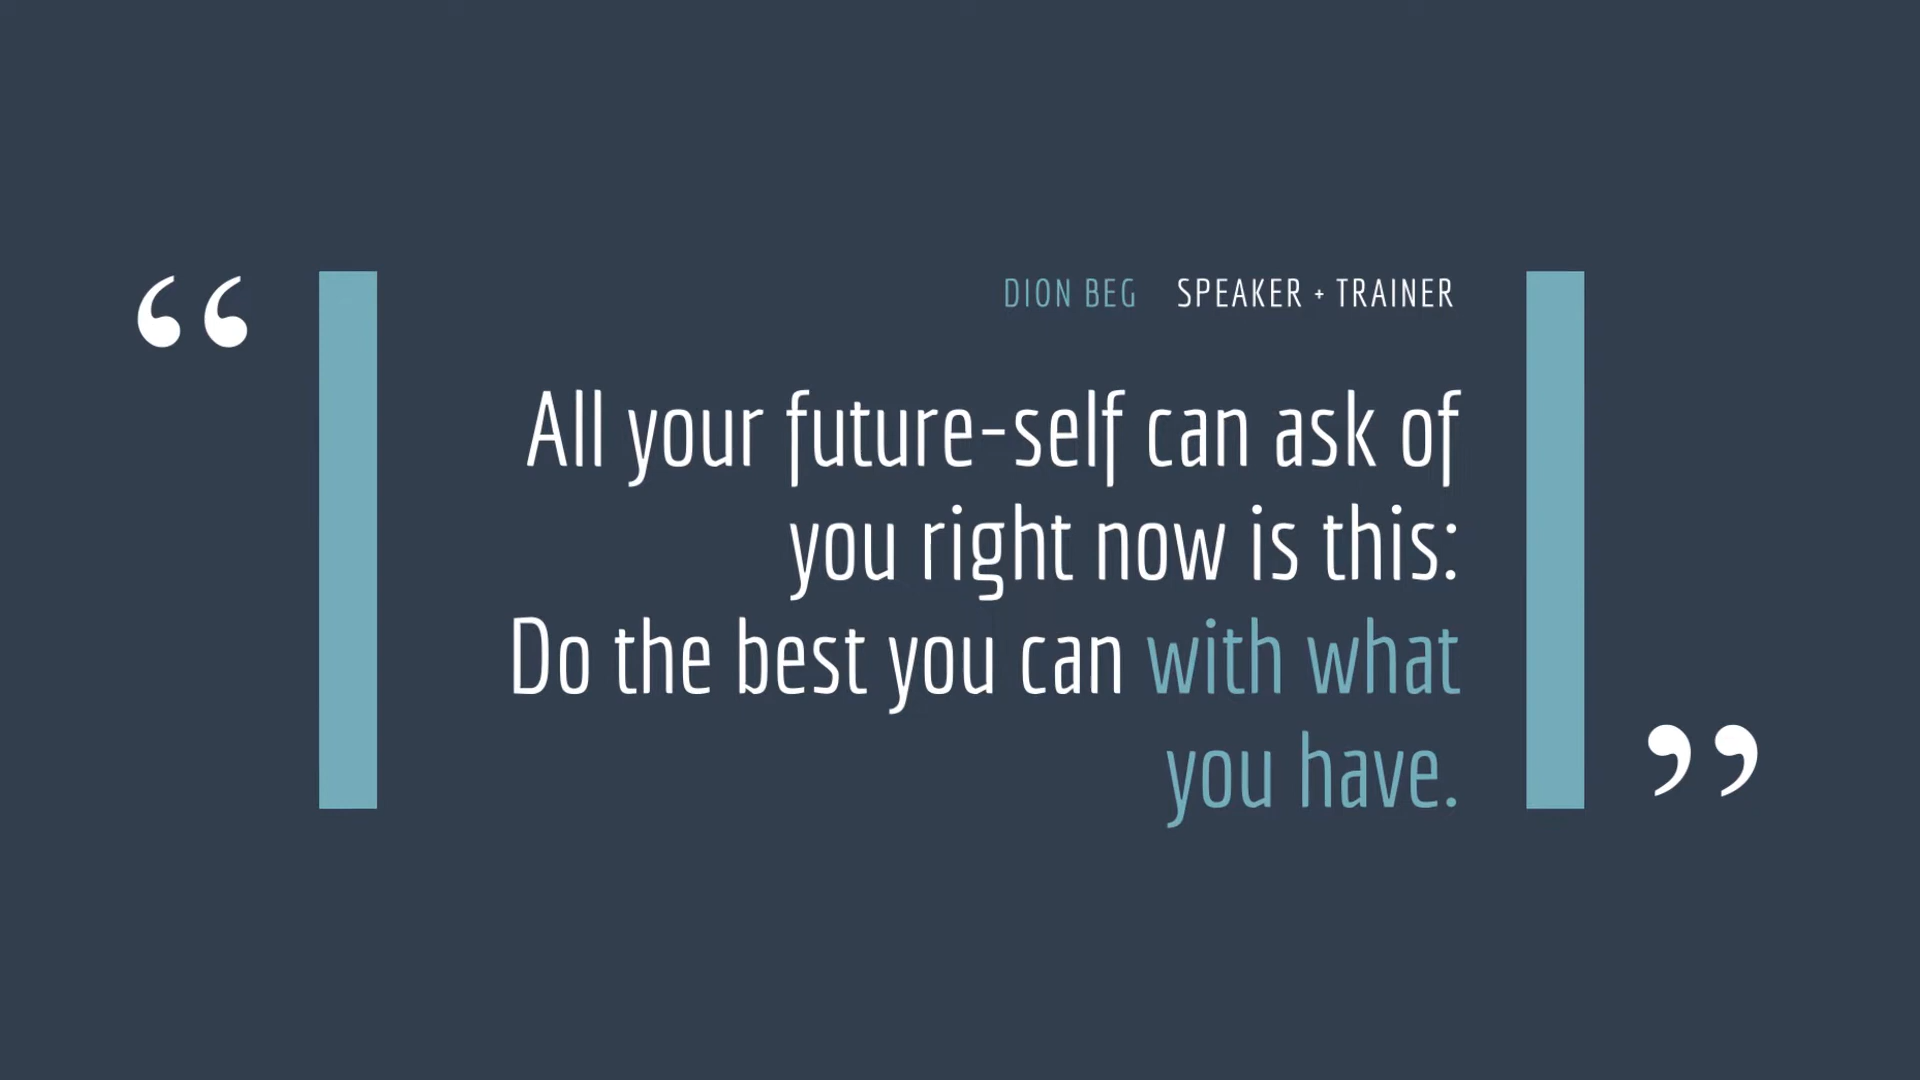 “
DION BEG SPEAKER + TRAINER
All your future-self can ask of
you right now is this:
Do the best you can with what
you have.
”